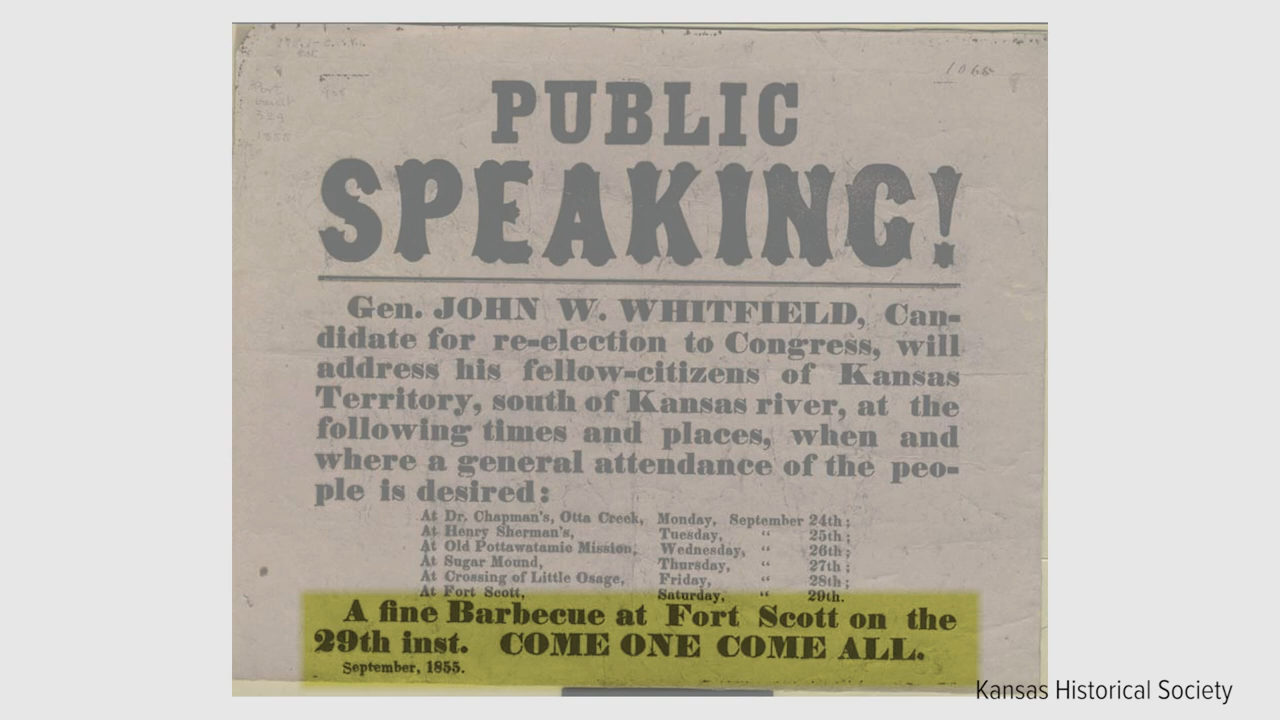 1068
1855
PUBLIC
SPEAKING!
Gen. JOHN W. WHITFIELD, Can-
didate for re-election to Congress, will
address his fellow-citizens of Kansas
Territory, south of Kansas river, at the
following times and places, when and
where a general attendance of the peo-
ple is desired:
At Dr. Chapman's, Otta Creek, Monday, September 24th;
At Henry Sherman's, Tuesday, “ 25th;
At Old Pottawatamie Mission, Wednesday, “ 26th;
At Sugar Mound, Thursday, “ 27th;
At Crossing of Little Osage, Friday, “ 28th;
At Fort Scott, Saturday, “ 29th.
A fine Barbecue at Fort Scott on the
29th inst. COME ONE COME ALL.
September, 1855.
Kansas Historical Society